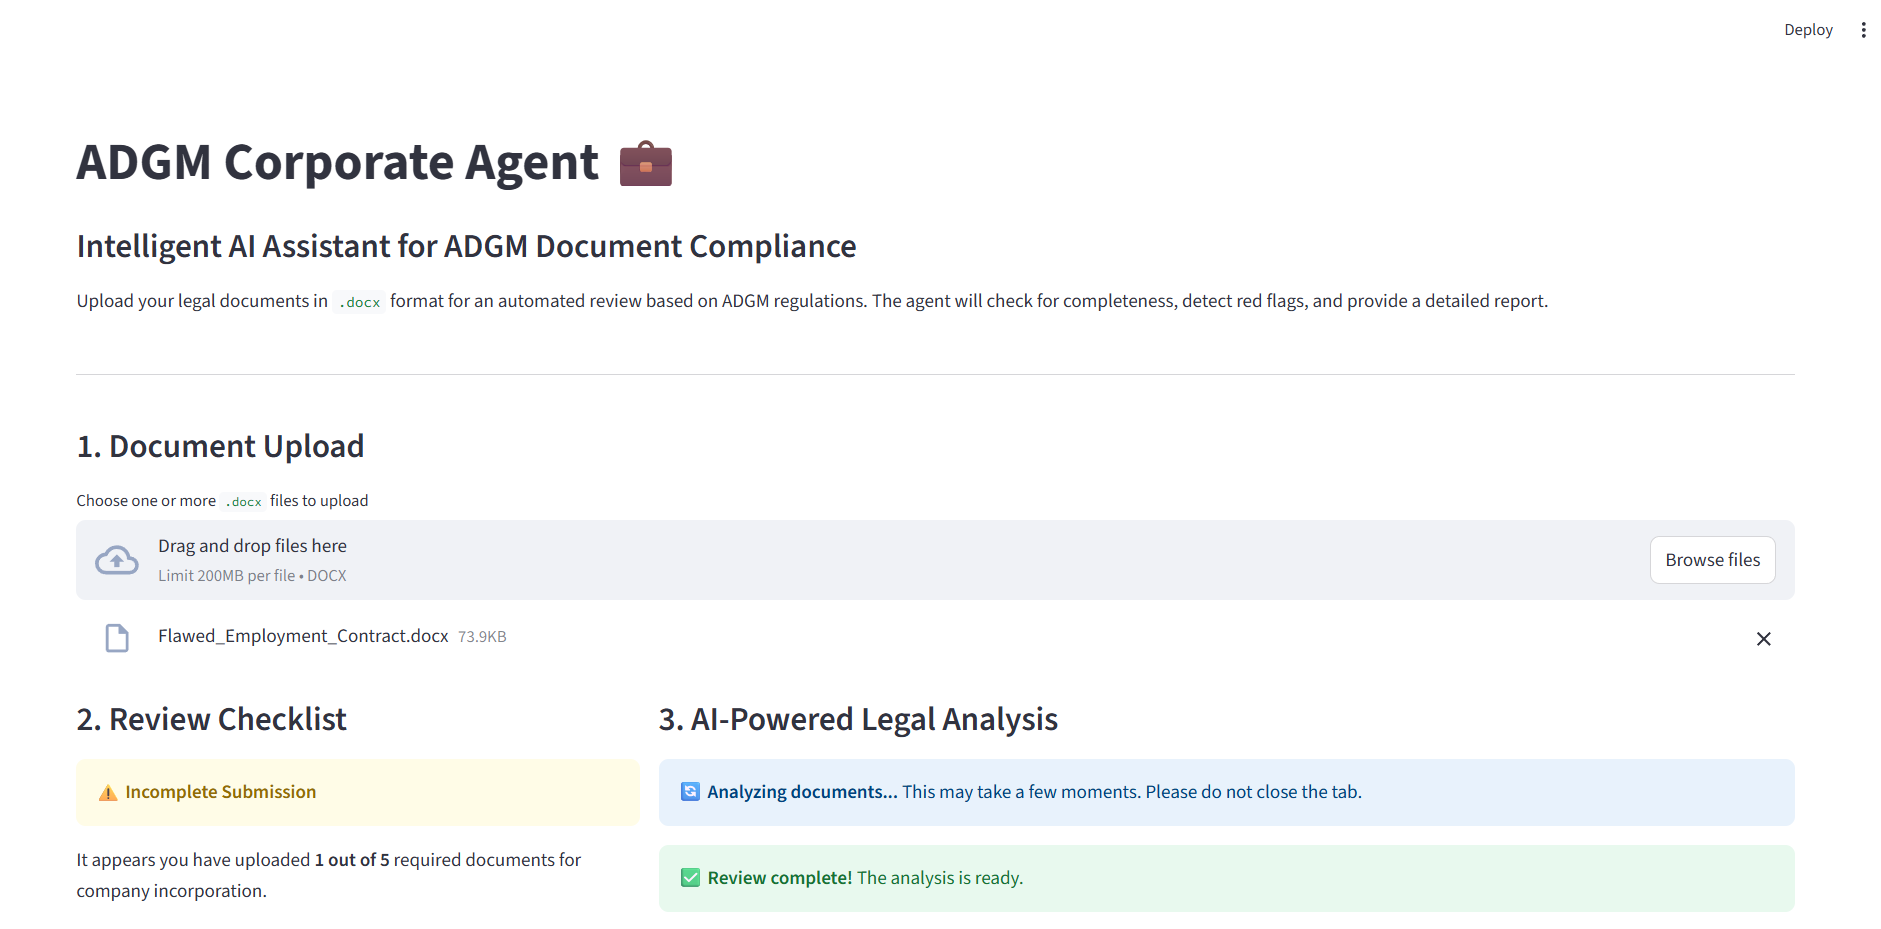 Deploy
ADGM Corporate Agent
Intelligent AI Assistant for ADGM Document Compliance
Upload your legal documents in .docx format for an automated review based on ADGM regulations. The agent will check for completeness, detect red flags, and provide a detailed report.
1. Document Upload
Choose one or more .docx files to upload
Drag and drop files here
Limit 200MB per file • DOCX
Browse files
Flawed_Employment_Contract.docx 73.9KB
2. Review Checklist
Incomplete Submission
It appears you have uploaded 1 out of 5 required documents for
company incorporation.
3. AI-Powered Legal Analysis
Analyzing documents... This may take a few moments. Please do not close the tab.
Review complete! The analysis is ready.